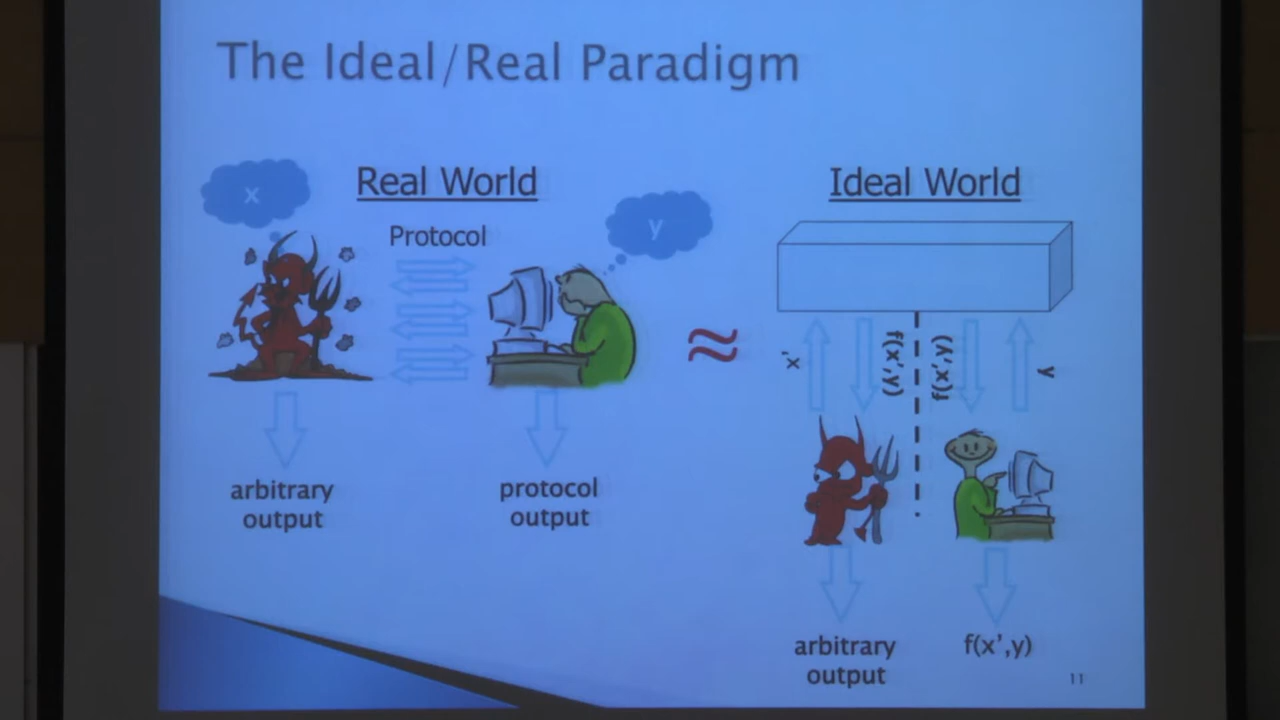 The Ideal/Real Paradigm
Real World
x
Protocol
y
arbitrary
output
protocol
output
Ideal World
x'
f(x',y)
f(x',y)
y
arbitrary
output
f(x',y)
11